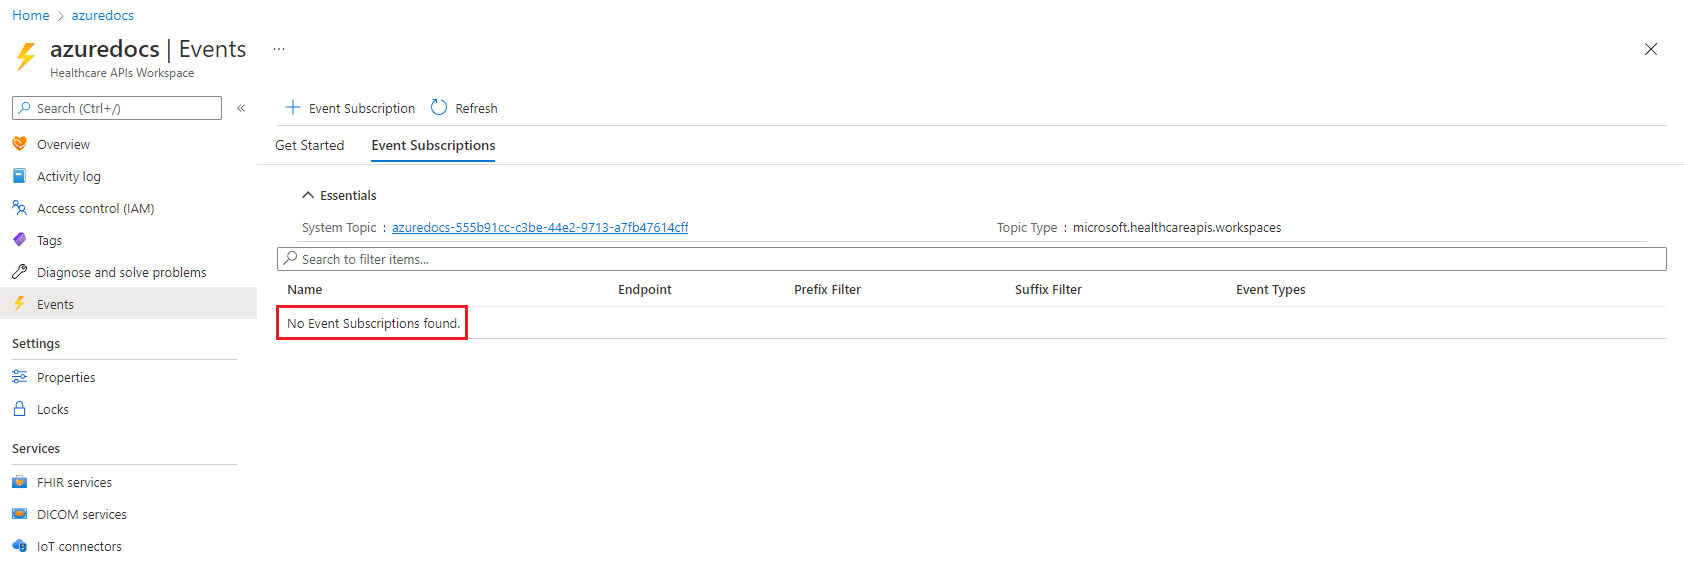 Home > azuredocs
azuredocs | Events ...
Healthcare APIs Workspace
Search (Ctrl+/) «
Overview
Activity log
Access control (IAM)
Tags
Diagnose and solve problems
Events
Settings
Properties
Locks
Services
FHIR services
DICOM services
IoT connectors
+ Event Subscription Refresh
Get Started Event Subscriptions
Essentials
System Topic : azuredocs-555b91cc-c3be-44e2-9713-a7fb47614cff Topic Type : microsoft.healthcareapis.workspaces
Search to filter items...
Name Endpoint Prefix Filter Suffix Filter Event Types
No Event Subscriptions found.